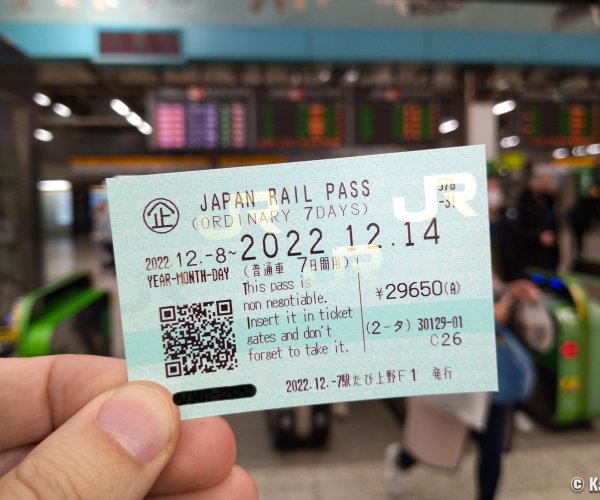 JAPAN RAIL PASS
(ORDINARY 7DAYS)
企
JR
JR
JR
2022.12.-8~2022.12.14
YEAR-MONTH-DAY (普通車 7日間用)
This pass is
non negotiable.
Insert it in ticket
gates and don't
forget to take it.
¥29650
(2-タ) 30129-01
C26
2022.12.-7駅たび上野F1 発行